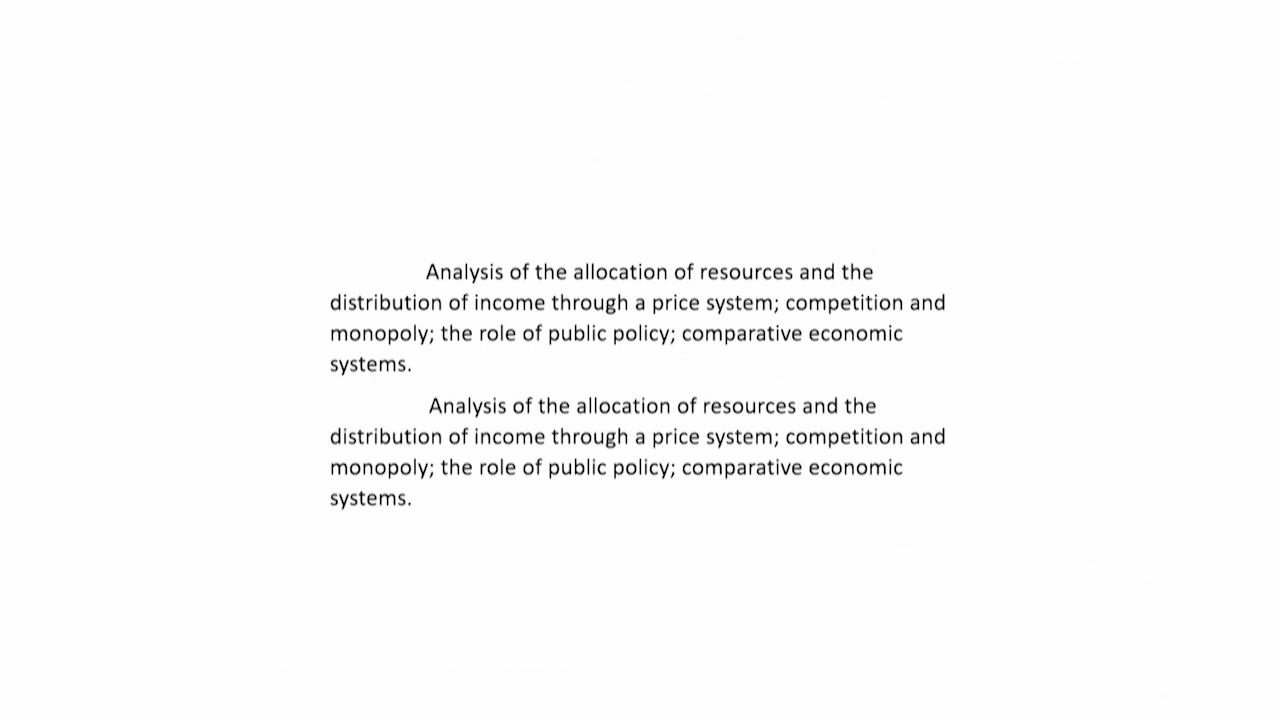 Analysis of the allocation of resources and the
distribution of income through a price system; competition and
monopoly; the role of public policy; comparative economic
systems.
Analysis of the allocation of resources and the
distribution of income through a price system; competition and
monopoly; the role of public policy; comparative economic
systems.